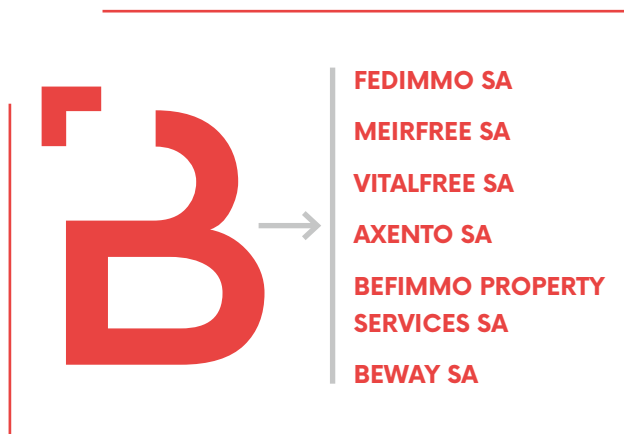 FEDIMMO SA
MEIRFREE SA
VITALFREE SA
AXENTO SA
BEFIMMO PROPERTY
SERVICES SA
BEWAY SA